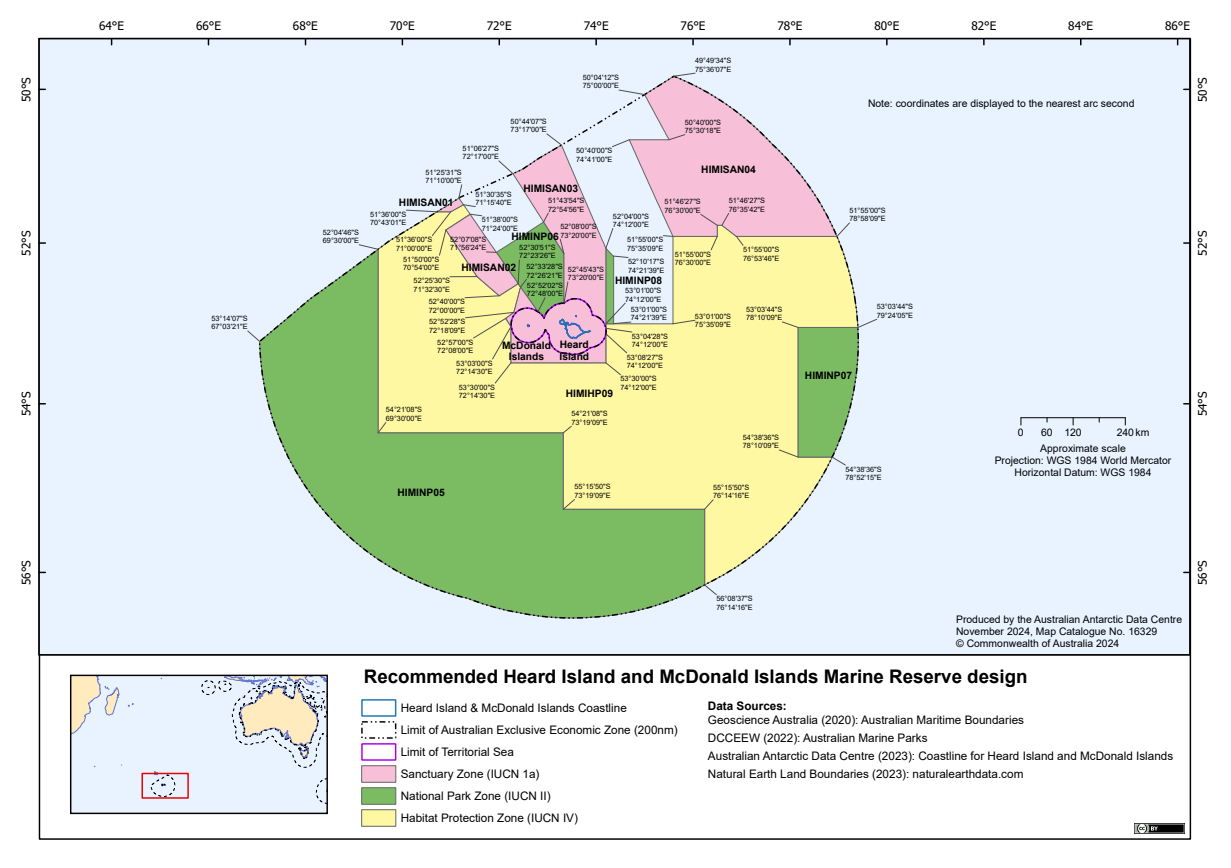 64°E 66°E 68°E 70°E 72°E 74°E 76°E 78°E 80°E 82°E 84°E 86°E
50°S
52°S
54°S
56°S
50°S
52°S
54°S
56°S
49°49'34"S
75°36'07"E
50°04'12"S
75°00'00"E
Note: coordinates are displayed to the nearest arc second
50°44'07"S
73°17'00"E
50°40'00"S
75°30'18"E
50°40'00"S
74°41'00"E
51°06'27"S
72°17'00"E
HIMISAN04
51°25'31"S
71°10'00"E
HIMISAN03
51°30'35"S
71°15'40"E
HIMISAN01
51°43'54"S
72°54'56"E
51°46'27"S
76°30'00"E
51°46'27"S
76°35'42"E
51°36'00"S
70°43'01"E
51°38'00"S
71°24'00"E
52°04'00"S
74°12'00"E
51°55'00"S
78°58'09"E
52°04'46"S
69°30'00"E
51°36'00"S
71°00'00"E
52°07'08"S
71°56'24"E
HIMINP06
52°08'00"S
73°20'00"E
51°55'00"S
75°35'09"E
51°55'00"S
76°30'00"E
51°55'00"S
76°53'46"E
51°50'00"S
70°54'00"E
HIMISAN02
52°30'51"S
72°23'26"E
52°33'28"S
72°26'21"E
52°45'43"S
73°20'00"E
52°10'17"S
74°21'39"E
HIMINP08
52°25'30"S
71°32'30"E
52°52'02"S
72°48'00"E
53°01'00"S
74°12'00"E
53°01'00"S
74°21'39"E
52°40'00"S
72°00'00"E
52°52'28"S
72°18'09"E
53°01'00"S
75°35'09"E
53°03'44"S
78°10'09"E
53°03'44"S
79°24'05"E
53°14'07"S
67°03'21"E
52°57'00"S
72°08'00"E
McDonald
Islands
Heard
Island
53°04'28"S
74°12'00"E
53°08'27"S
74°12'00"E
53°03'00"S
72°14'30"E
53°30'00"S
72°14'30"E
53°30'00"S
74°12'00"E
HIMINP07
HIMIHP09
54°21'08"S
69°30'00"E
54°21'08"S
73°19'09"E
54°38'36"S
78°10'09"E
54°38'36"S
78°52'15"E
0 60 120 240 km
Approximate scale
Projection: WGS 1984 World Mercator
Horizontal Datum: WGS 1984
HIMINP05
55°15'50"S
73°19'09"E
55°15'50"S
76°14'16"E
56°08'37"S
76°14'16"E
Produced by the Australian Antarctic Data Centre
November 2024, Map Catalogue No. 16329
© Commonwealth of Australia 2024
Recommended Heard Island and McDonald Islands Marine Reserve design
Heard Island & McDonald Islands Coastline
Limit of Australian Exclusive Economic Zone (200nm)
Limit of Territorial Sea
Sanctuary Zone (IUCN 1a)
National Park Zone (IUCN II)
Habitat Protection Zone (IUCN IV)
Data Sources:
Geoscience Australia (2020): Australian Maritime Boundaries
DCCEEW (2022): Australian Marine Parks
Australian Antarctic Data Centre (2023): Coastline for Heard Island and McDonald Islands
Natural Earth Land Boundaries (2023): naturalearthdata.com
cc BY